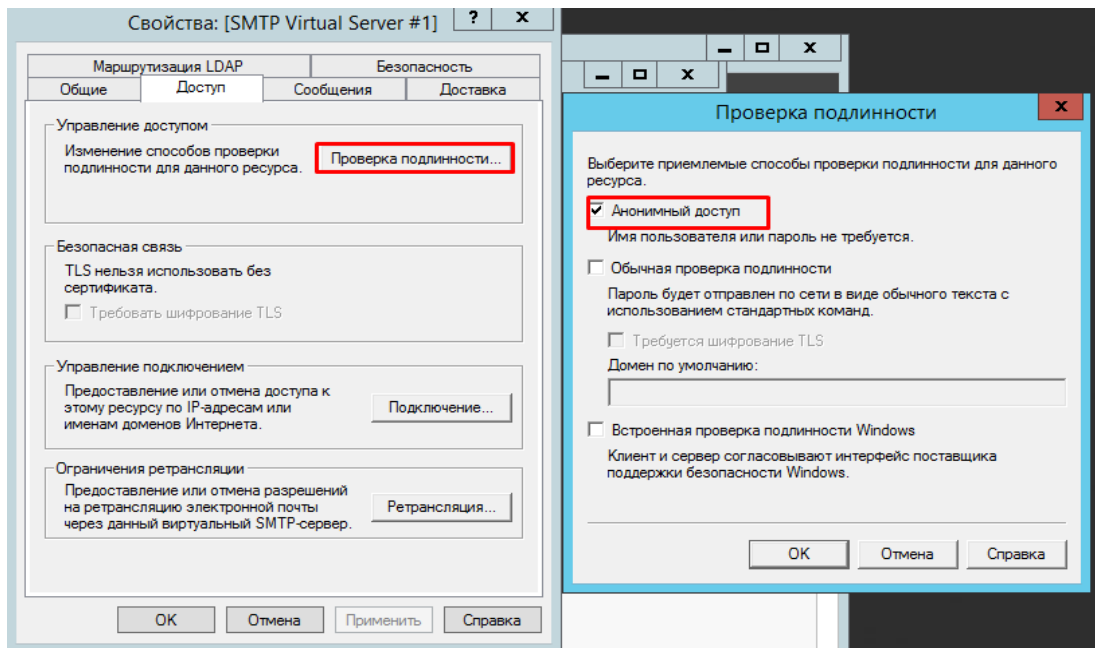 Свойства: [SMTP Virtual Server #1]
? x
Маршрутизация LDAP
Безопасность
Общие
Доступ
Сообщения
Доставка
Управление доступом
Изменение способов проверки
подлинности для данного ресурса.
Проверка подлинности...
Безопасная связь
TLS нельзя использовать без
сертификата.
Требовать шифрование TLS
Управление подключением
Предоставление или отмена доступа к
этому ресурсу по IP-адресам или
именам доменов Интернета.
Подключение...
Ограничения ретрансляции
Предоставление или отмена разрешений
на ретрансляцию электронной почты
через данный виртуальный SMTP-сервер.
Ретрансляция...
OK
Отмена
Применить
Справка
Проверка подлинности
Выберите приемлемые способы проверки подлинности для данного
ресурса.
Анонимный доступ
Имя пользователя или пароль не требуется.
Обычная проверка подлинности
Пароль будет отправлен по сети в виде обычного текста с
использованием стандартных команд.
Требуется шифрование TLS
Домен по умолчанию:
Встроенная проверка подлинности Windows
Клиент и сервер согласовывают интерфейс поставщика
поддержки безопасности Windows.
OK
Отмена
Справка